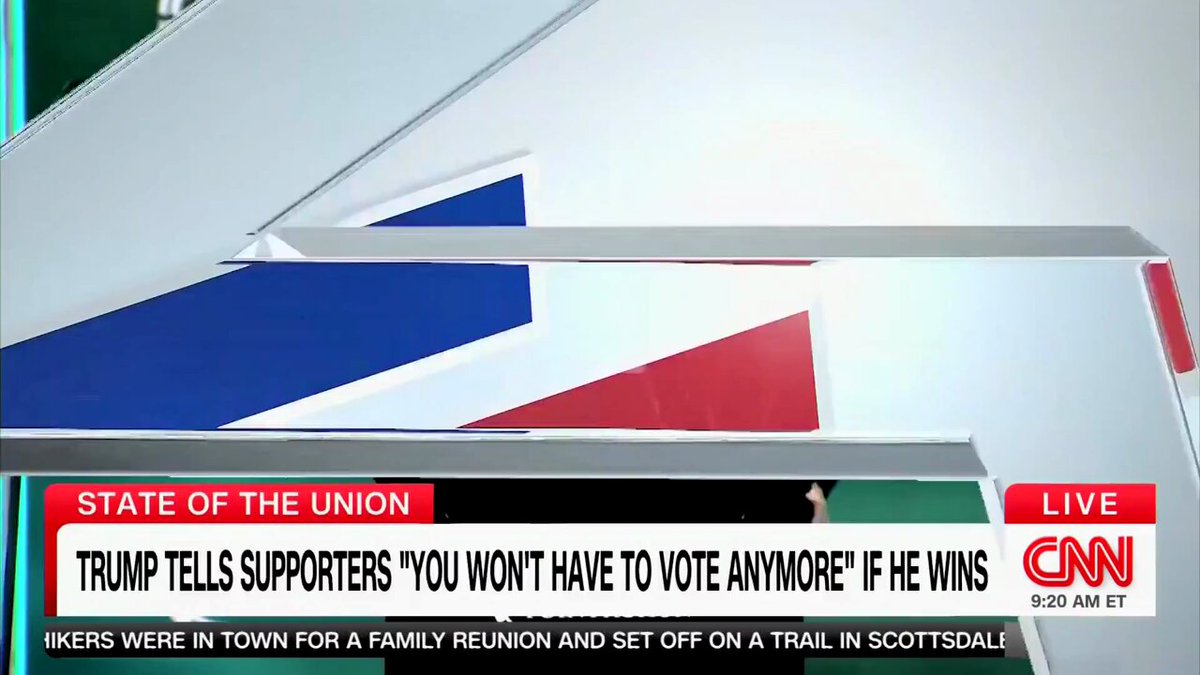 STATE OF THE UNION
LIVE
TRUMP TELLS SUPPORTERS "YOU WON'T HAVE TO VOTE ANYMORE" IF HE WINS
CNN
9:20 AM ET
HIKERS WERE IN TOWN FOR A FAMILY REUNION AND SET OFF ON A TRAIL IN SCOTTSDALE